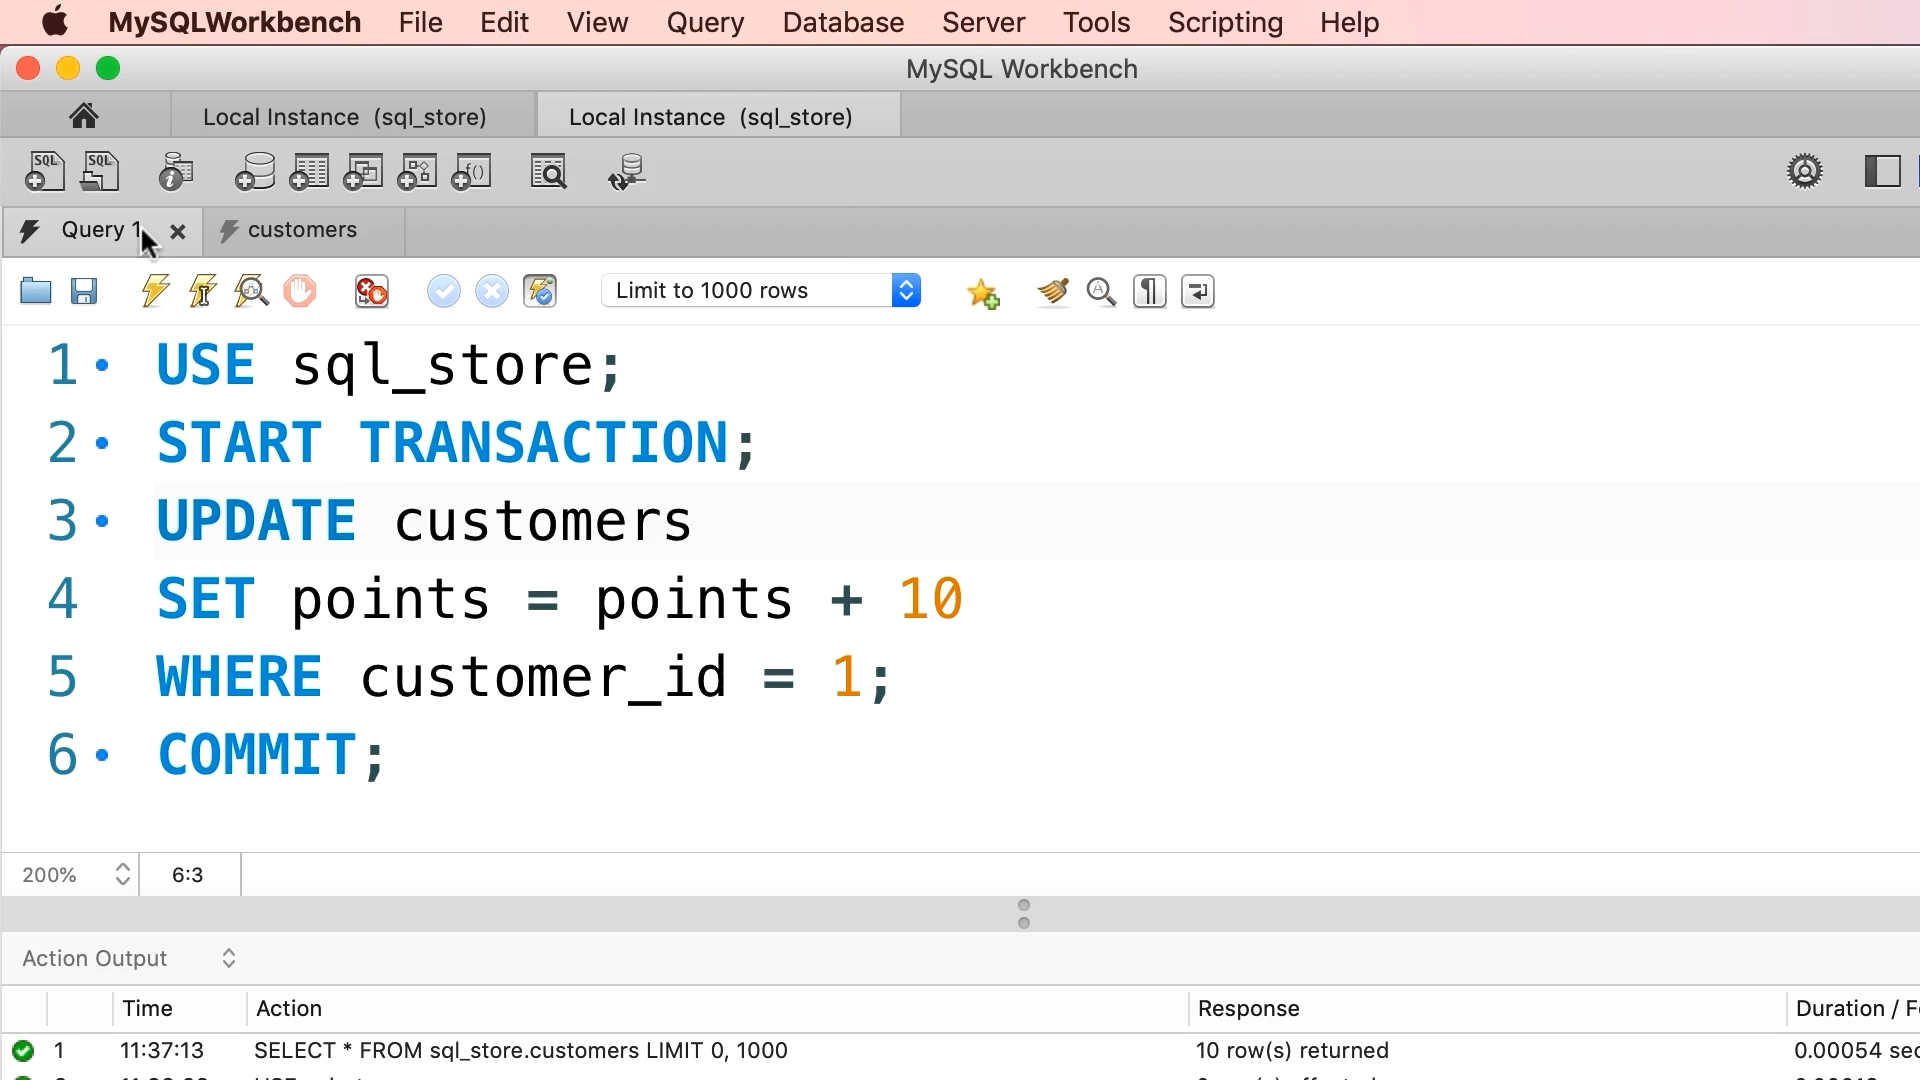 MySQLWorkbench File Edit View Query Database Server Tools Scripting Help
MySQL Workbench
Local Instance (sql_store) Local Instance (sql_store)
SQL SQL
Query 1 customers
Limit to 1000 rows
1 USE sql_store;
2 START TRANSACTION;
3 UPDATE customers
4 SET points = points + 10
5 WHERE customer_id = 1;
6 COMMIT;
200% 6:3
Action Output
Time Action Response Duration / F
1 11:37:13 SELECT * FROM sql_store.customers LIMIT 0, 1000 10 row(s) returned 0.00054 sec